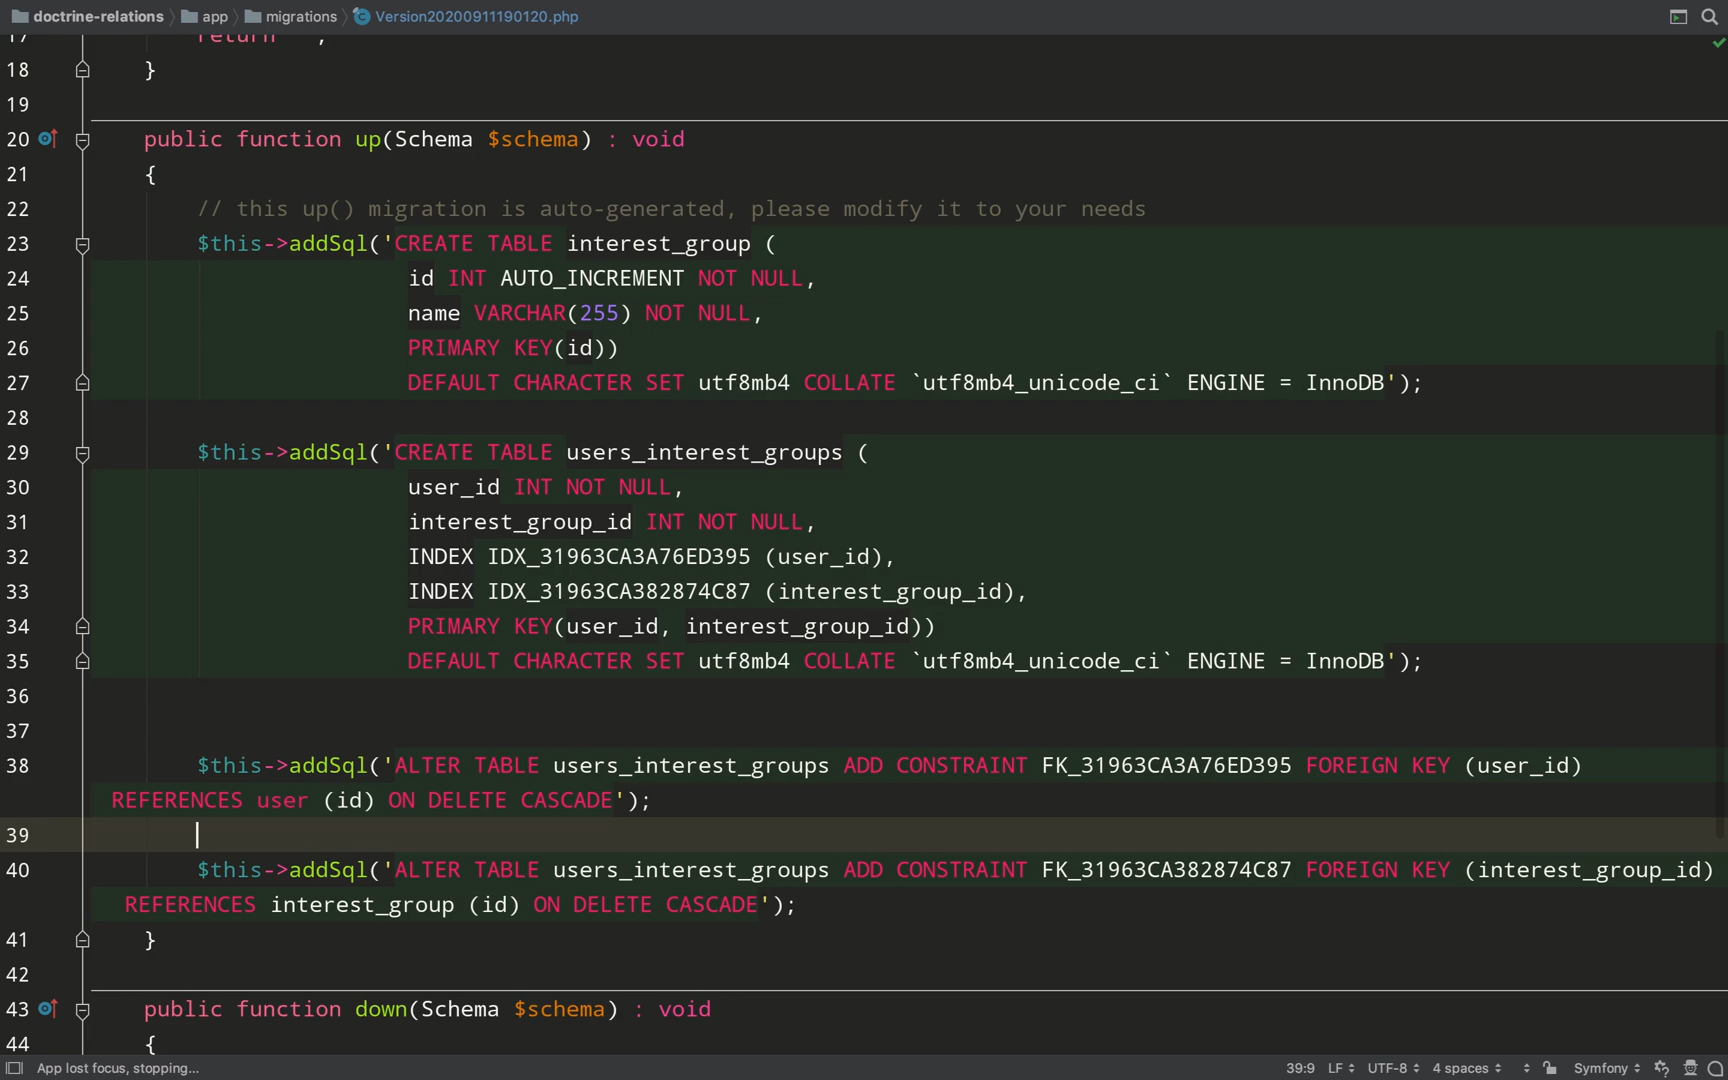 doctrine-relations app migrations Version20200911190120.php
17 return '';
18 }
19
20 public function up(Schema $schema) : void
21 {
22 // this up() migration is auto-generated, please modify it to your needs
23 $this->addSql('CREATE TABLE interest_group (
24 id INT AUTO_INCREMENT NOT NULL,
25 name VARCHAR(255) NOT NULL,
26 PRIMARY KEY(id))
27 DEFAULT CHARACTER SET utf8mb4 COLLATE `utf8mb4_unicode_ci` ENGINE = InnoDB');
28
29 $this->addSql('CREATE TABLE users_interest_groups (
30 user_id INT NOT NULL,
31 interest_group_id INT NOT NULL,
32 INDEX IDX_31963CA3A76ED395 (user_id),
33 INDEX IDX_31963CA382874C87 (interest_group_id),
34 PRIMARY KEY(user_id, interest_group_id))
35 DEFAULT CHARACTER SET utf8mb4 COLLATE `utf8mb4_unicode_ci` ENGINE = InnoDB');
36
37
38 $this->addSql('ALTER TABLE users_interest_groups ADD CONSTRAINT FK_31963CA3A76ED395 FOREIGN KEY (user_id)
REFERENCES user (id) ON DELETE CASCADE');
39
40 $this->addSql('ALTER TABLE users_interest_groups ADD CONSTRAINT FK_31963CA382874C87 FOREIGN KEY (interest_group_id)
REFERENCES interest_group (id) ON DELETE CASCADE');
41 }
42
43 public function down(Schema $schema) : void
44 {
App lost focus, stopping... 39:9 LF UTF-8 4 spaces Symfony